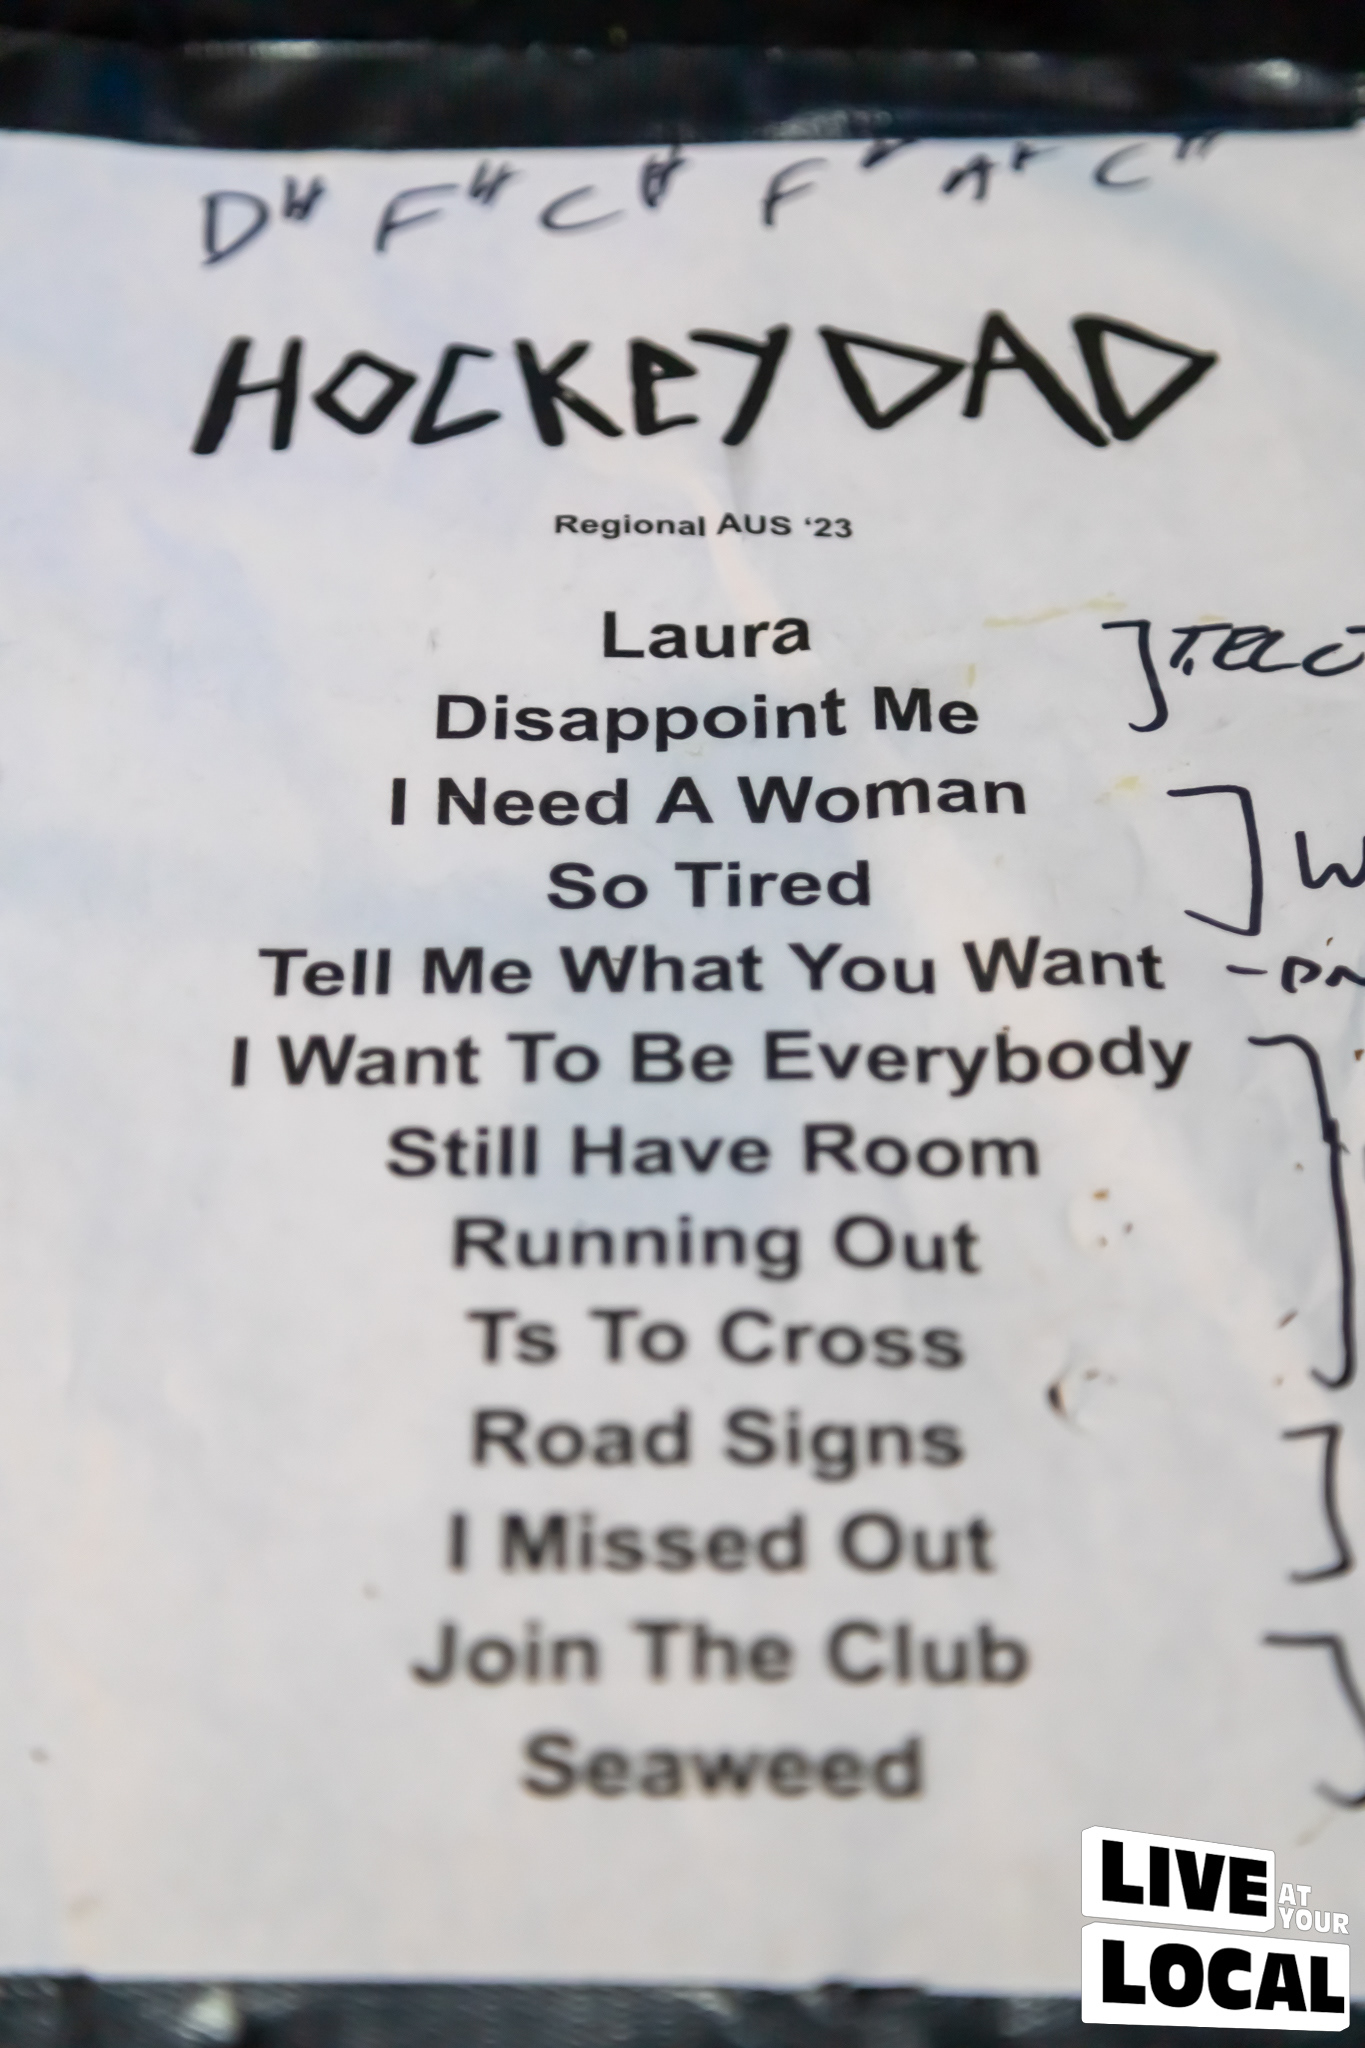 D# F# C# F A# C#
HOCKEY DAD
Regional AUS ‘23
Laura
Disappoint Me
I Need A Woman
So Tired
Tell Me What You Want
I Want To Be Everybody
Still Have Room
Running Out
Ts To Cross
Road Signs
I Missed Out
Join The Club
Seaweed
LIVE AT YOUR
LOCAL